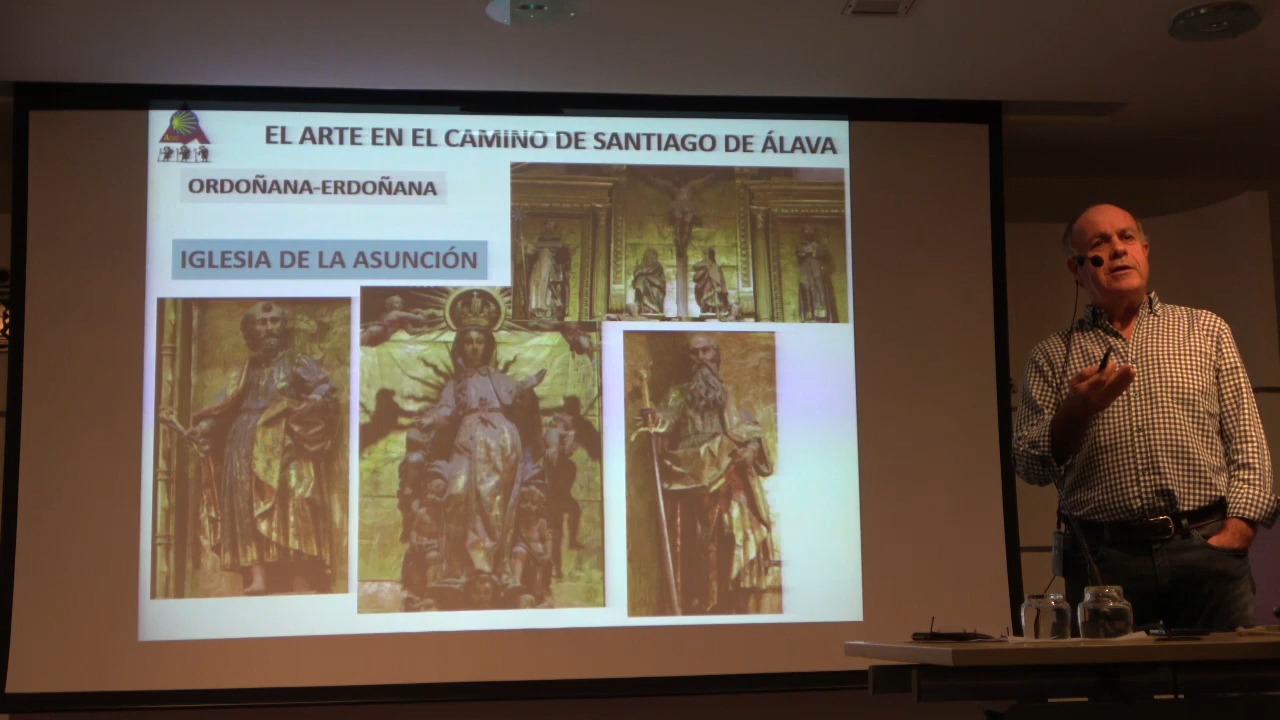 EL ARTE EN EL CAMINO DE SANTIAGO DE ÁLAVA
ORDOÑANA-ERDOÑANA
IGLESIA DE LA ASUNCIÓN